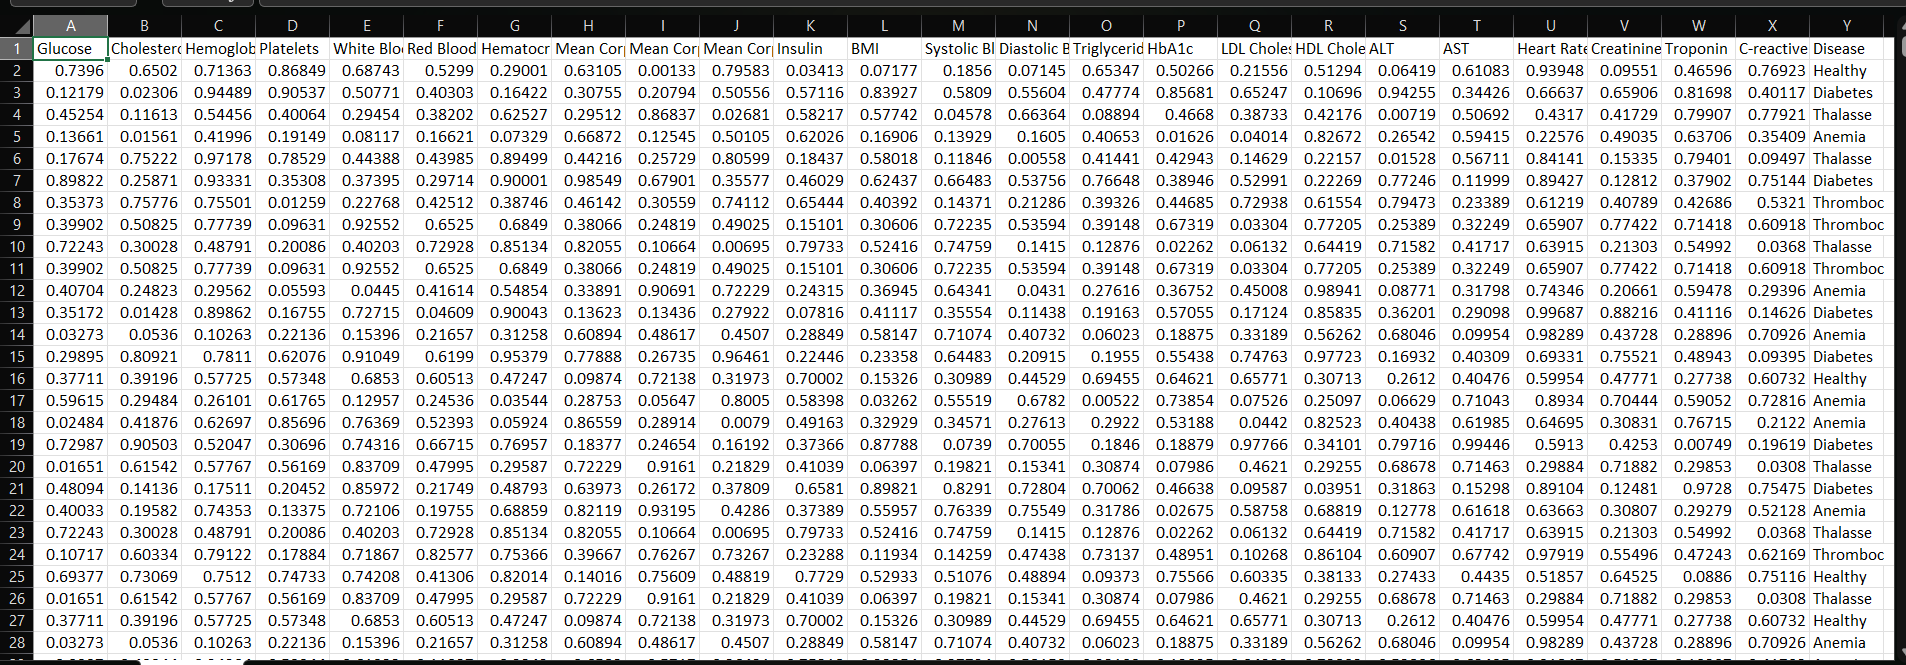 A B C D E F G H I J K L M N O P Q R S T U V W X Y
1 Glucose Cholesterc Hemoglob Platelets White Blo Red Blood Hematocr Mean Cor Mean Cor Mean Cor Insulin BMI Systolic Bl Diastolic B Triglycerid HbA1c LDL Choles HDL Chole ALT AST Heart Rate Creatinine Troponin C-reactive Disease
2 0.7396 0.6502 0.71363 0.86849 0.68743 0.5299 0.29001 0.63105 0.00133 0.79583 0.03413 0.07177 0.1856 0.07145 0.65347 0.50266 0.21556 0.51294 0.06419 0.61083 0.93948 0.09551 0.46596 0.76923 Healthy
3 0.12179 0.02306 0.94489 0.90537 0.50771 0.40303 0.16422 0.30755 0.20794 0.50556 0.57116 0.83927 0.5809 0.55604 0.47774 0.85681 0.65247 0.10696 0.94255 0.34426 0.66637 0.65906 0.81698 0.40117 Diabetes
4 0.45254 0.11613 0.54456 0.40064 0.29454 0.38202 0.62527 0.29512 0.86837 0.02681 0.58217 0.57742 0.04578 0.66364 0.08894 0.4668 0.38733 0.42176 0.00719 0.50692 0.4317 0.41729 0.79907 0.77921 Thalasse
5 0.13661 0.01561 0.41996 0.19149 0.08117 0.16621 0.07329 0.66872 0.12545 0.50105 0.62026 0.16906 0.13929 0.1605 0.40653 0.01626 0.04014 0.82672 0.26542 0.59415 0.22576 0.49035 0.63706 0.35409 Anemia
6 0.17674 0.75222 0.97178 0.78529 0.44388 0.43985 0.89499 0.44216 0.25729 0.80599 0.18437 0.58018 0.11846 0.00558 0.41441 0.42943 0.14629 0.22157 0.01528 0.56711 0.84141 0.15335 0.79401 0.09497 Thalasse
7 0.89822 0.25871 0.93331 0.35308 0.37395 0.29714 0.90001 0.98549 0.67901 0.35577 0.46029 0.62437 0.66483 0.53756 0.76648 0.38946 0.52991 0.22269 0.77246 0.11999 0.89427 0.12812 0.37902 0.75144 Diabetes
8 0.35373 0.75776 0.75501 0.01259 0.22768 0.42512 0.38746 0.46142 0.30559 0.74112 0.65444 0.40392 0.14371 0.21286 0.39326 0.44685 0.72938 0.61554 0.79473 0.23389 0.61219 0.40789 0.42686 0.5321 Thromboc
9 0.39902 0.50825 0.77739 0.09631 0.92552 0.6525 0.6849 0.38066 0.24819 0.49025 0.15101 0.30606 0.72235 0.53594 0.39148 0.67319 0.03304 0.77205 0.25389 0.32249 0.65907 0.77422 0.71418 0.60918 Thromboc
10 0.72243 0.30028 0.48791 0.20086 0.40203 0.72928 0.85134 0.82055 0.10664 0.00695 0.79733 0.52416 0.74759 0.1415 0.12876 0.02262 0.06132 0.64419 0.71582 0.41717 0.63915 0.21303 0.54992 0.0368 Thalasse
11 0.39902 0.50825 0.77739 0.09631 0.92552 0.6525 0.6849 0.38066 0.24819 0.49025 0.15101 0.30606 0.72235 0.53594 0.39148 0.67319 0.03304 0.77205 0.25389 0.32249 0.65907 0.77422 0.71418 0.60918 Thromboc
12 0.40704 0.24823 0.29562 0.05593 0.0445 0.41614 0.54854 0.33891 0.90691 0.72229 0.24315 0.36945 0.64341 0.0431 0.27616 0.36752 0.45008 0.98941 0.08771 0.31798 0.74346 0.20661 0.59478 0.29396 Anemia
13 0.35172 0.01428 0.89862 0.16755 0.72715 0.04609 0.90043 0.13623 0.13436 0.27922 0.07816 0.41117 0.35554 0.11438 0.19163 0.57055 0.17124 0.85835 0.36201 0.29098 0.99687 0.88216 0.41116 0.14626 Diabetes
14 0.03273 0.0536 0.10263 0.22136 0.15396 0.21657 0.31258 0.60894 0.48617 0.4507 0.28849 0.58147 0.71074 0.40732 0.06023 0.18875 0.33189 0.56262 0.68046 0.09954 0.98289 0.43728 0.28896 0.70926 Anemia
15 0.29895 0.80921 0.7811 0.62076 0.91049 0.6199 0.95379 0.77888 0.26735 0.96461 0.22446 0.23358 0.64483 0.20915 0.1955 0.55438 0.74763 0.97723 0.16932 0.40309 0.69331 0.75521 0.48943 0.09395 Diabetes
16 0.37711 0.39196 0.57725 0.57348 0.6853 0.60513 0.47247 0.09874 0.72138 0.31973 0.70002 0.15326 0.30989 0.44529 0.69455 0.64621 0.65771 0.30713 0.2612 0.40476 0.59954 0.47771 0.27738 0.60732 Healthy
17 0.59615 0.29484 0.26101 0.61765 0.12957 0.24536 0.03544 0.28753 0.05647 0.8005 0.58398 0.03262 0.55519 0.6782 0.00522 0.73854 0.07526 0.25097 0.06629 0.71043 0.8934 0.70444 0.59052 0.72816 Anemia
18 0.02484 0.41876 0.62697 0.85696 0.76369 0.52393 0.05924 0.86559 0.28914 0.0079 0.49163 0.32929 0.34571 0.27613 0.2922 0.53188 0.0442 0.82523 0.40438 0.61985 0.64695 0.30831 0.76715 0.2122 Anemia
19 0.72987 0.90503 0.52047 0.30696 0.74316 0.66715 0.76957 0.18377 0.24654 0.16192 0.37366 0.87788 0.0739 0.70055 0.1846 0.18879 0.97766 0.34101 0.79716 0.99446 0.5913 0.4253 0.00749 0.19619 Diabetes
20 0.01651 0.61542 0.57767 0.56169 0.83709 0.47995 0.29587 0.72229 0.9161 0.21829 0.41039 0.06397 0.19821 0.15341 0.30874 0.07986 0.4621 0.29255 0.68678 0.71463 0.29884 0.71882 0.29853 0.0308 Thalasse
21 0.48094 0.14136 0.17511 0.20452 0.85972 0.21749 0.48793 0.63973 0.26172 0.37809 0.6581 0.89821 0.8291 0.72804 0.70062 0.46638 0.09587 0.03951 0.31863 0.15298 0.89104 0.12481 0.9728 0.75475 Diabetes
22 0.40033 0.19582 0.74353 0.13375 0.72106 0.19755 0.68859 0.82119 0.93195 0.4286 0.37389 0.55957 0.76339 0.75549 0.31786 0.02675 0.58758 0.68819 0.12778 0.61618 0.63663 0.30807 0.29279 0.52128 Anemia
23 0.72243 0.30028 0.48791 0.20086 0.40203 0.72928 0.85134 0.82055 0.10664 0.00695 0.79733 0.52416 0.74759 0.1415 0.12876 0.02262 0.06132 0.64419 0.71582 0.41717 0.63915 0.21303 0.54992 0.0368 Thalasse
24 0.10717 0.60334 0.79122 0.17884 0.71867 0.82577 0.75366 0.39667 0.76267 0.73267 0.23288 0.11934 0.14259 0.47438 0.73137 0.48951 0.10268 0.86104 0.60907 0.67742 0.97919 0.55496 0.47243 0.62169 Thromboc
25 0.69377 0.73069 0.7512 0.74733 0.74208 0.41306 0.82014 0.14016 0.75609 0.48819 0.7729 0.52933 0.51076 0.48894 0.09373 0.75566 0.60335 0.38133 0.27433 0.4435 0.51857 0.64525 0.0886 0.75116 Healthy
26 0.01651 0.61542 0.57767 0.56169 0.83709 0.47995 0.29587 0.72229 0.9161 0.21829 0.41039 0.06397 0.19821 0.15341 0.30874 0.07986 0.4621 0.29255 0.68678 0.71463 0.29884 0.71882 0.29853 0.0308 Thalasse
27 0.37711 0.39196 0.57725 0.57348 0.6853 0.60513 0.47247 0.09874 0.72138 0.31973 0.70002 0.15326 0.30989 0.44529 0.69455 0.64621 0.65771 0.30713 0.2612 0.40476 0.59954 0.47771 0.27738 0.60732 Healthy
28 0.03273 0.0536 0.10263 0.22136 0.15396 0.21657 0.31258 0.60894 0.48617 0.4507 0.28849 0.58147 0.71074 0.40732 0.06023 0.18875 0.33189 0.56262 0.68046 0.09954 0.98289 0.43728 0.28896 0.70926 Anemia